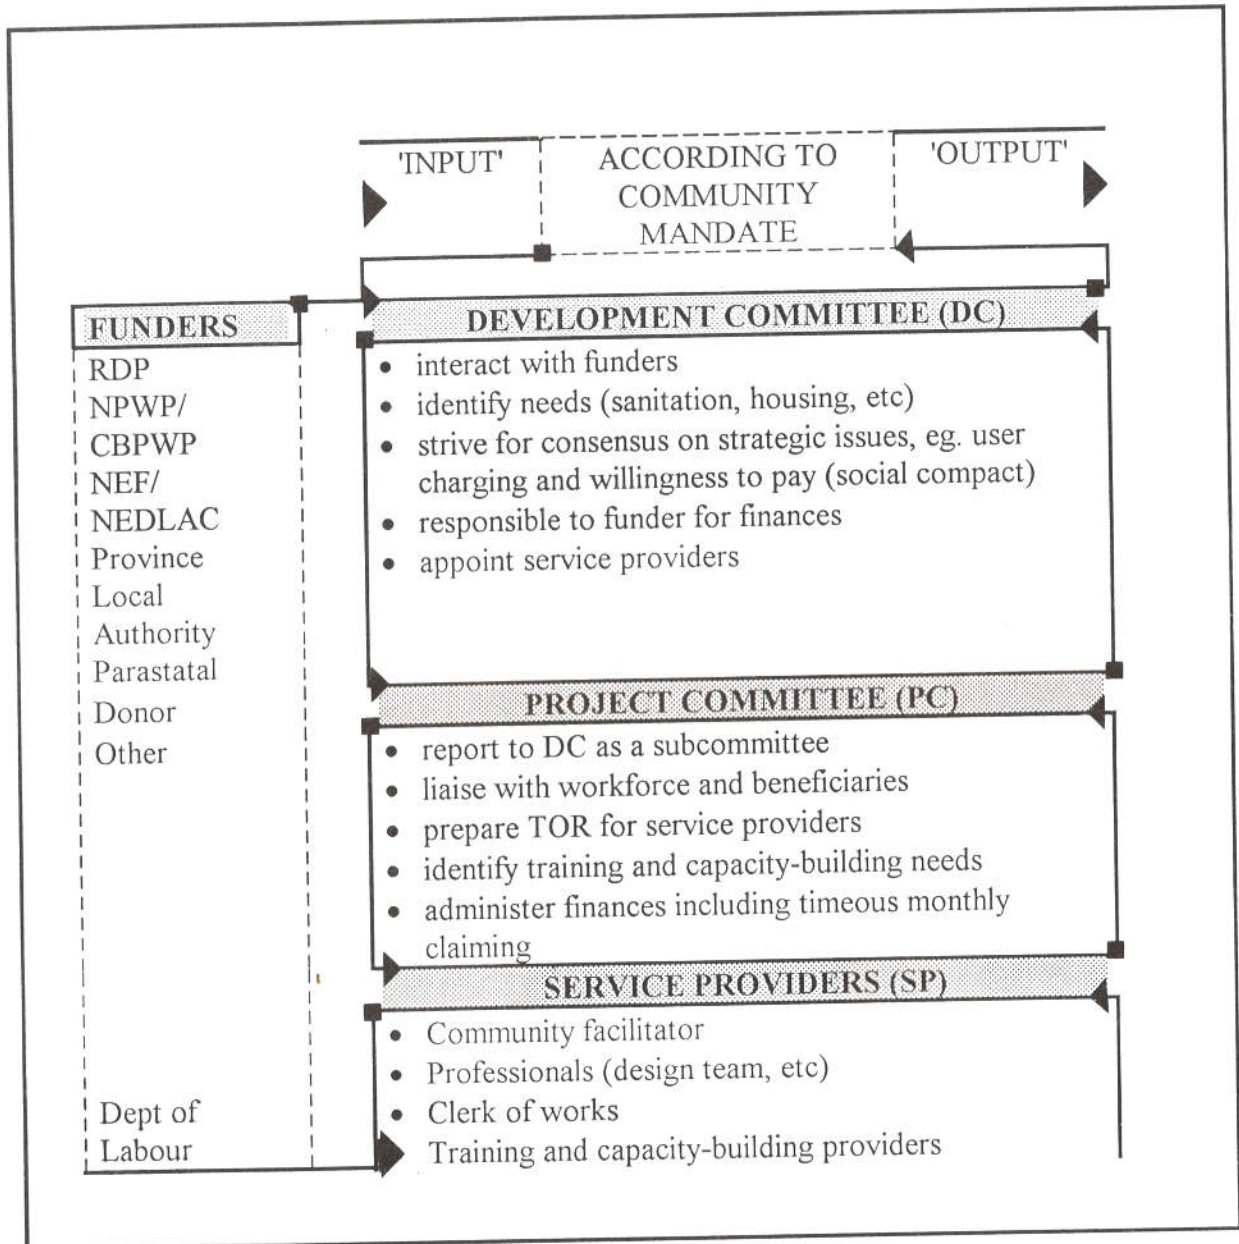 'INPUT'
ACCORDING TO
COMMUNITY
MANDATE
'OUTPUT'
FUNDERS
RDP
NPWP/
CBPWP
NEF/
NEDLAC
Province
Local
Authority
Parastatal
Donor
Other
Dept of
Labour
DEVELOPMENT COMMITTEE (DC)
• interact with funders
• identify needs (sanitation, housing, etc)
• strive for consensus on strategic issues, eg. user
charging and willingness to pay (social compact)
• responsible to funder for finances
• appoint service providers
PROJECT COMMITTEE (PC)
• report to DC as a subcommittee
• liaise with workforce and beneficiaries
• prepare TOR for service providers
• identify training and capacity-building needs
• administer finances including timeous monthly
claiming
SERVICE PROVIDERS (SP)
• Community facilitator
• Professionals (design team, etc)
• Clerk of works
Training and capacity-building providers